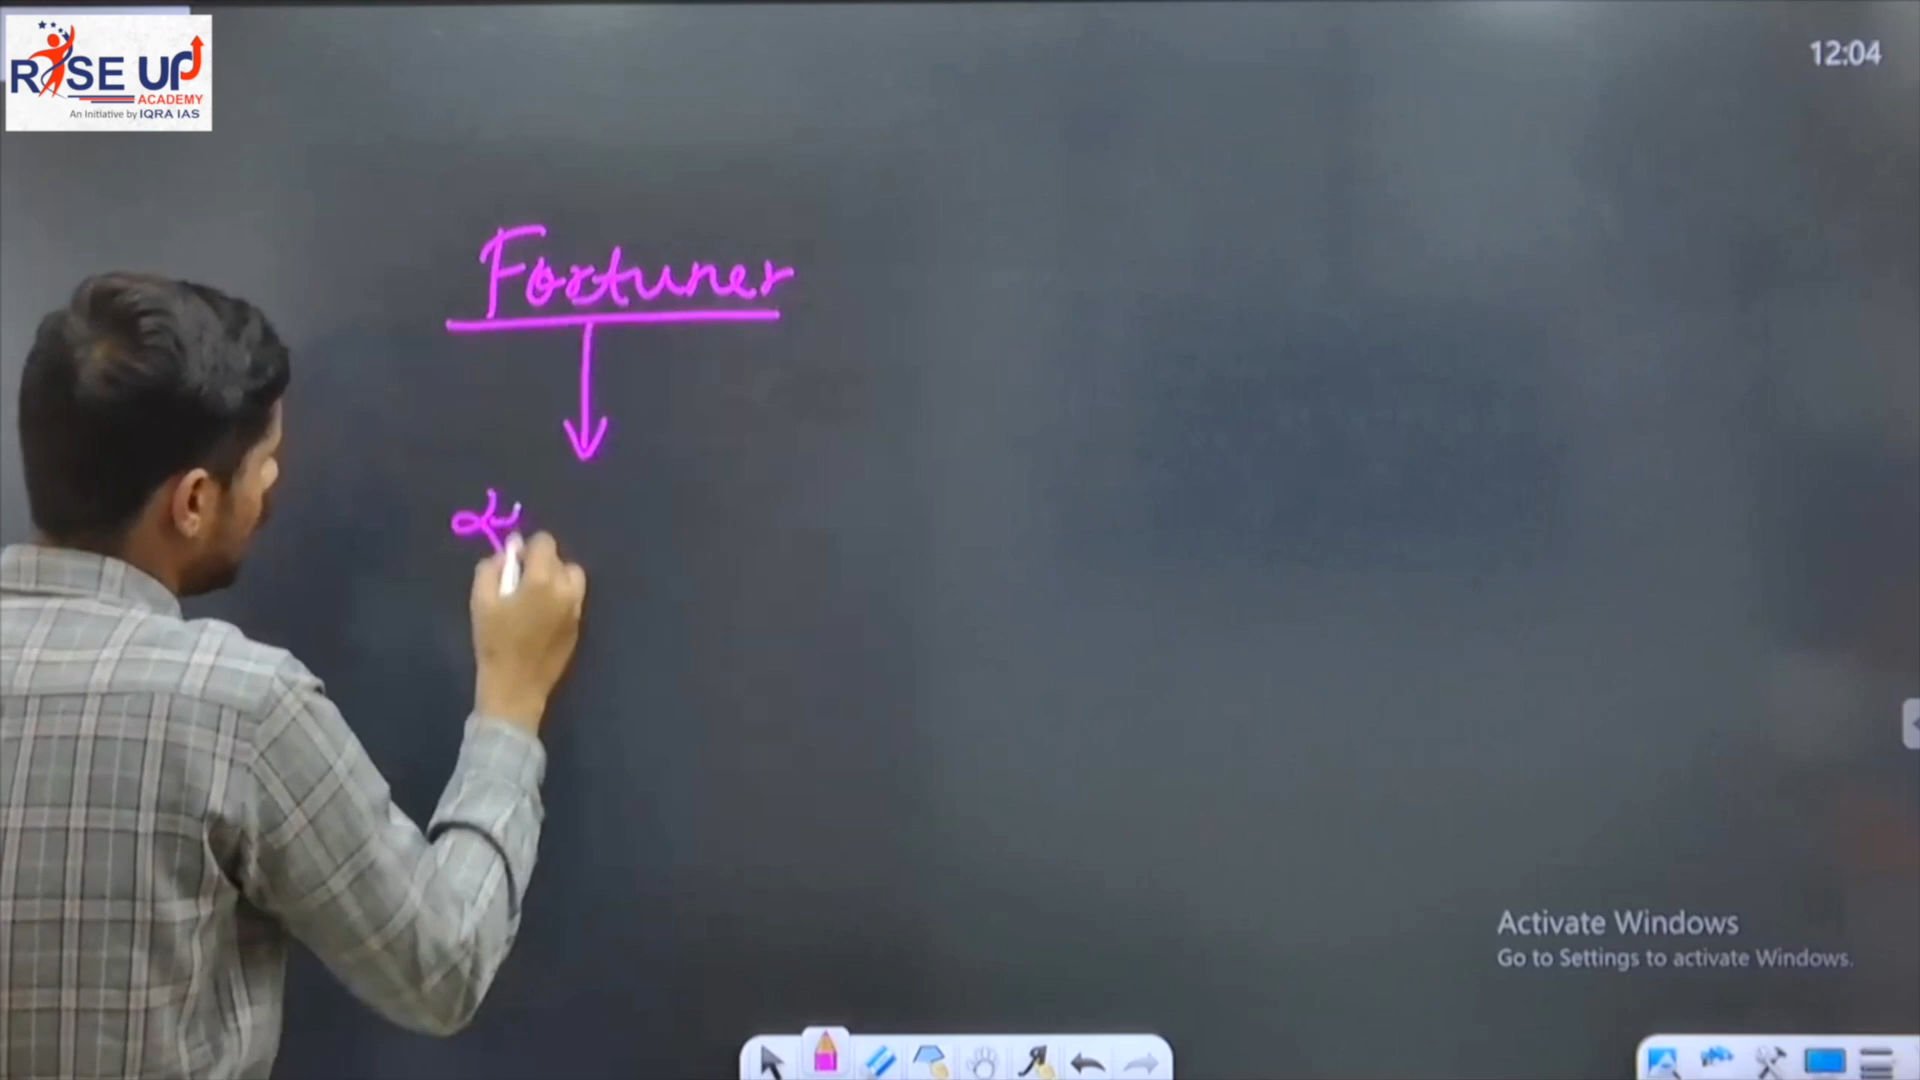 RISE UP
ACADEMY
An Initiative by IQRA IAS
12:04
Fortuner
Activate Windows
Go to Settings to activate Windows.